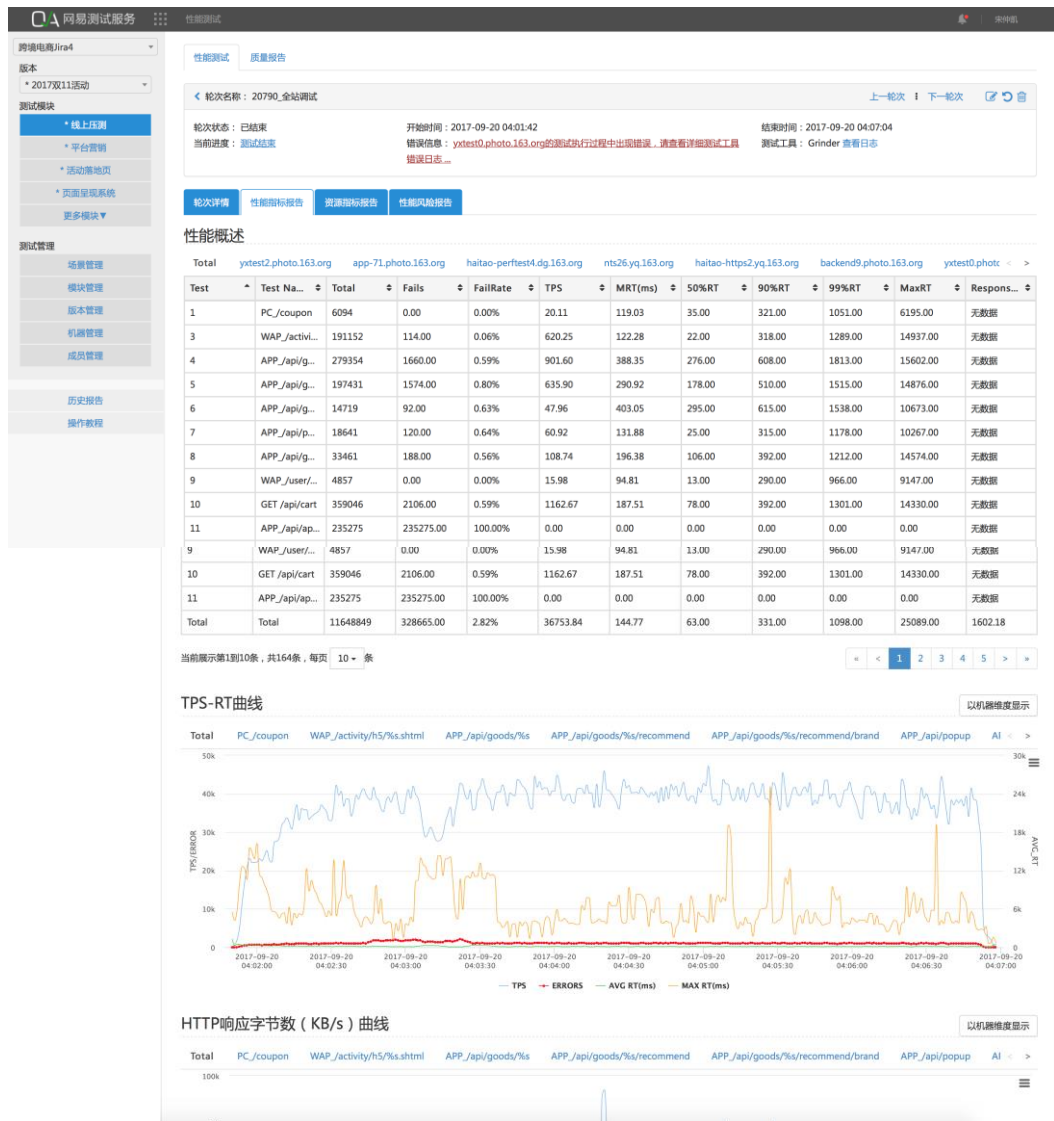 网易测试服务
性能测试
宋仲凯
跨境电商Jira4
版本
* 2017双11活动
测试模块
* 线上压测
* 平台营销
* 活动落地页
* 页面呈现系统
更多模块▼
测试管理
场景管理
模块管理
版本管理
机器管理
成员管理
历史报告
操作教程
性能测试 质量报告
轮次名称： 20790_全站调试 上一轮次 下一轮次
轮次状态： 已结束 开始时间： 2017-09-20 04:01:42 结束时间： 2017-09-20 04:07:04
当前进度： 测试结束 错误信息： yxtest0.photo.163.org的测试执行过程中出现错误，请查看详细测试工具 测试工具： Grinder 查看日志
错误日志 ...
轮次详情 性能指标报告 资源指标报告 性能风险报告
性能概述
Total yxtest2.photo.163.org app-71.photo.163.org haitao-perftest4.dg.163.org nts26.yq.163.org haitao-https2.yq.163.org backend9.photo.163.org yxtest0.photc < >
Test Test Na... Total Fails FailRate TPS MRT(ms) 50%RT 90%RT 99%RT MaxRT Respons...
1 PC_/coupon 6094 0.00 0.00% 20.11 119.03 35.00 321.00 1051.00 6195.00 无数据
3 WAP_/activi... 191152 114.00 0.06% 620.25 122.28 22.00 318.00 1289.00 14937.00 无数据
4 APP_/api/g... 279354 1660.00 0.59% 901.60 388.35 276.00 608.00 1813.00 15602.00 无数据
5 APP_/api/g... 197431 1574.00 0.80% 635.90 290.92 178.00 510.00 1515.00 14876.00 无数据
6 APP_/api/g... 14719 92.00 0.63% 47.96 403.05 295.00 615.00 1538.00 10673.00 无数据
7 APP_/api/p... 18641 120.00 0.64% 60.92 131.88 25.00 315.00 1178.00 10267.00 无数据
8 APP_/api/g... 33461 188.00 0.56% 108.74 196.38 106.00 392.00 1212.00 14574.00 无数据
9 WAP_/user/... 4857 0.00 0.00% 15.98 94.81 13.00 290.00 966.00 9147.00 无数据
10 GET /api/cart 359046 2106.00 0.59% 1162.67 187.51 78.00 392.00 1301.00 14330.00 无数据
11 APP_/api/ap... 235275 235275.00 100.00% 0.00 0.00 0.00 0.00 0.00 0.00 无数据
9 WAP_/user/... 4857 0.00 0.00% 15.98 94.81 13.00 290.00 966.00 9147.00 无数据
10 GET /api/cart 359046 2106.00 0.59% 1162.67 187.51 78.00 392.00 1301.00 14330.00 无数据
11 APP_/api/ap... 235275 235275.00 100.00% 0.00 0.00 0.00 0.00 0.00 0.00 无数据
Total Total 11648849 328665.00 2.82% 36753.84 144.77 63.00 331.00 1098.00 25089.00 1602.18
当前展示第1到10条，共164条，每页 10 条 « < 1 2 3 4 5 > »
TPS-RT曲线 以机器维度显示
Total PC_/coupon WAP_/activity/h5/%s.shtml APP_/api/goods/%s APP_/api/goods/%s/recommend APP_/api/goods/%s/recommend/brand APP_/api/popup AI < >
50k 30k
40k 24k
30k 18k
20k 12k
10k 6k
0 0
TPS/ERROR
AVG_RT
2017-09-20 2017-09-20 2017-09-20 2017-09-20 2017-09-20 2017-09-20 2017-09-20 2017-09-20 2017-09-20 2017-09-20 2017-09-20
04:02:00 04:02:30 04:03:00 04:03:30 04:04:00 04:04:30 04:05:00 04:05:30 04:06:00 04:06:30 04:07:00
TPS ERRORS AVG RT(ms) MAX RT(ms)
HTTP响应字节数（KB/s）曲线 以机器维度显示
Total PC_/coupon WAP_/activity/h5/%s.shtml APP_/api/goods/%s APP_/api/goods/%s/recommend APP_/api/goods/%s/recommend/brand APP_/api/popup AI < >
100k